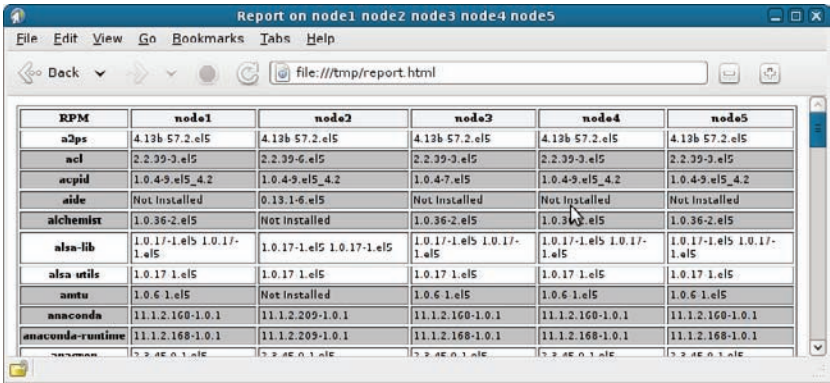 Report on node1 node2 node3 node4 node5
File Edit View Go Bookmarks Tabs Help
Back file:///tmp/report.html
RPM node1 node2 node3 node4 node5
a2ps 4.13b-57.2.el5 4.13b-57.2.el5 4.13b-57.2.el5 4.13b-57.2.el5 4.13b-57.2.el5
acl 2.2.39-3.el5 2.2.39-6.el5 2.2.39-3.el5 2.2.39-3.el5 2.2.39-3.el5
acpid 1.0.4-9.el5_4.2 1.0.4-9.el5_4.2 1.0.4-7.el5 1.0.4-9.el5_4.2 1.0.4-9.el5_4.2
aide Not Installed 0.13.1-6.el5 Not Installed Not Installed Not Installed
alchemist 1.0.36-2.el5 Not Installed 1.0.36-2.el5 1.0.36-2.el5 1.0.36-2.el5
alsa-lib 1.0.17-1.el5 1.0.17- 1.0.17-1.el5 1.0.17-1.el5 1.0.17-1.el5 1.0.17- 1.0.17-1.el5 1.0.17- 1.0.17-1.el5 1.0.17-
1.el5 1.el5 1.el5 1.el5
alsa-utils 1.0.17-1.el5 1.0.17-1.el5 1.0.17-1.el5 1.0.17-1.el5 1.0.17-1.el5
amtu 1.0.6-1.el5 Not Installed 1.0.6-1.el5 1.0.6-1.el5 1.0.6-1.el5
anaconda 11.1.2.168-1.0.1 11.1.2.209-1.0.1 11.1.2.168-1.0.1 11.1.2.168-1.0.1 11.1.2.168-1.0.1
anaconda-runtime 11.1.2.168-1.0.1 11.1.2.209-1.0.1 11.1.2.168-1.0.1 11.1.2.168-1.0.1 11.1.2.168-1.0.1